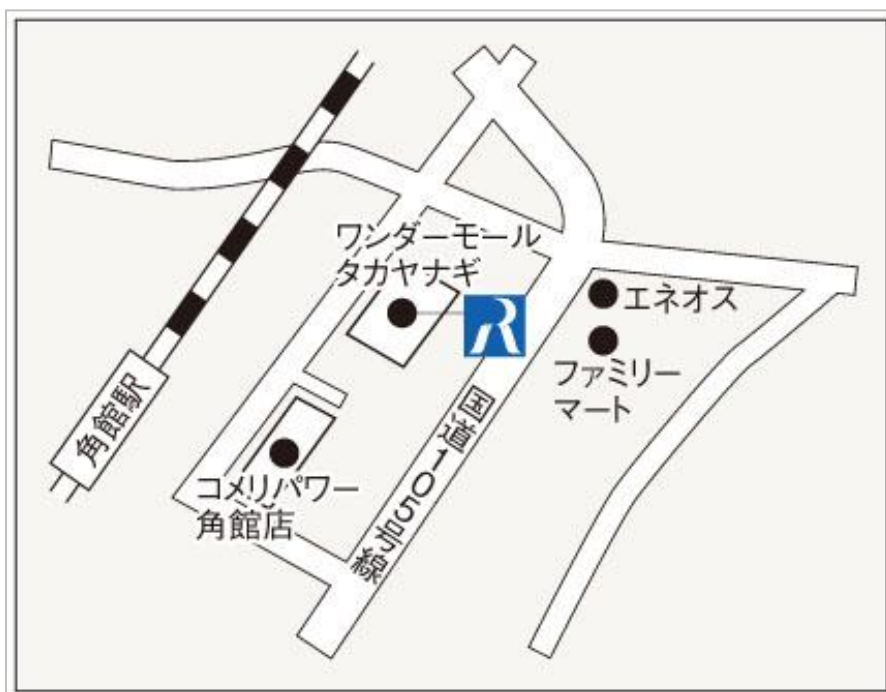 ワンダーモール
タカヤナギ
R
エネオス
ファミリー
マート
角館駅
国道105号線
コメリパワー
角館店